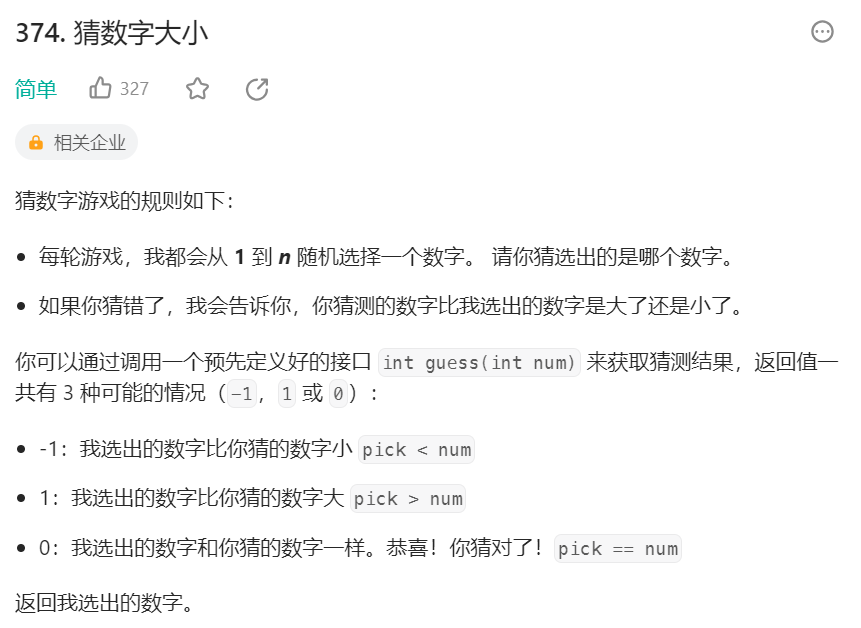 374. 猜数字大小
简单 327
相关企业
猜数字游戏的规则如下：
• 每轮游戏，我都会从 1 到 n 随机选择一个数字。 请你猜选出的是哪个数字。
• 如果你猜错了，我会告诉你，你猜测的数字比我选出的数字是大了还是小了。
你可以通过调用一个预先定义好的接口 int guess(int num) 来获取猜测结果，返回值一
共有 3 种可能的情况（-1，1 或 0）：
• -1：我选出的数字比你猜的数字小 pick < num
• 1：我选出的数字比你猜的数字大 pick > num
• 0：我选出的数字和你猜的数字一样。恭喜！你猜对了！pick == num
返回我选出的数字。